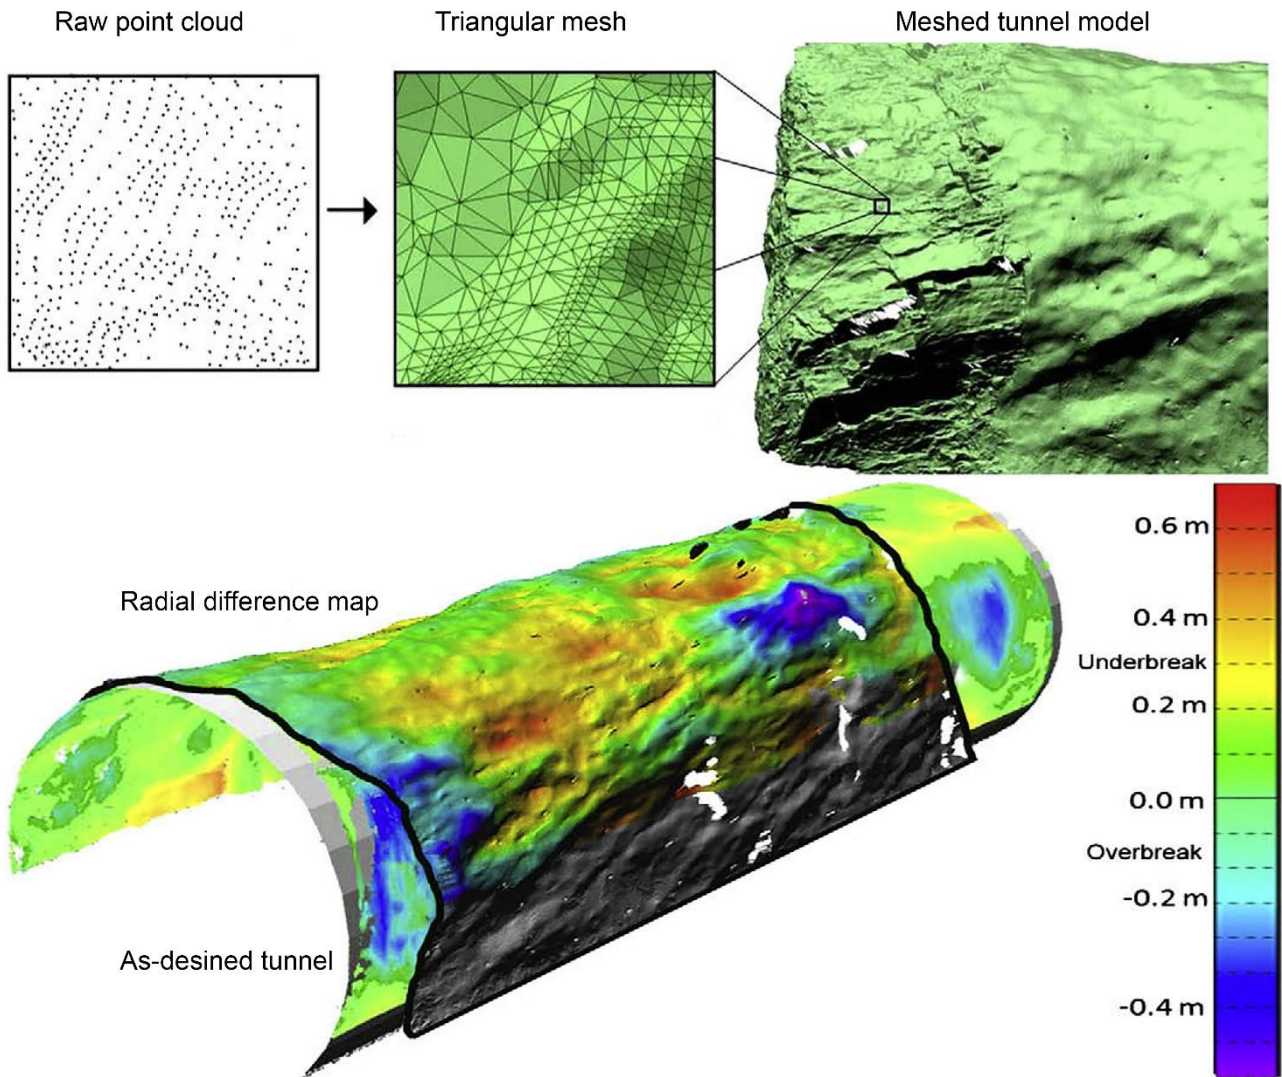 Raw point cloud
Triangular mesh
Meshed tunnel model
Radial difference map
As-desined tunnel
0.6 m
0.4 m
Underbreak
0.2 m
0.0 m
Overbreak
-0.2 m
-0.4 m